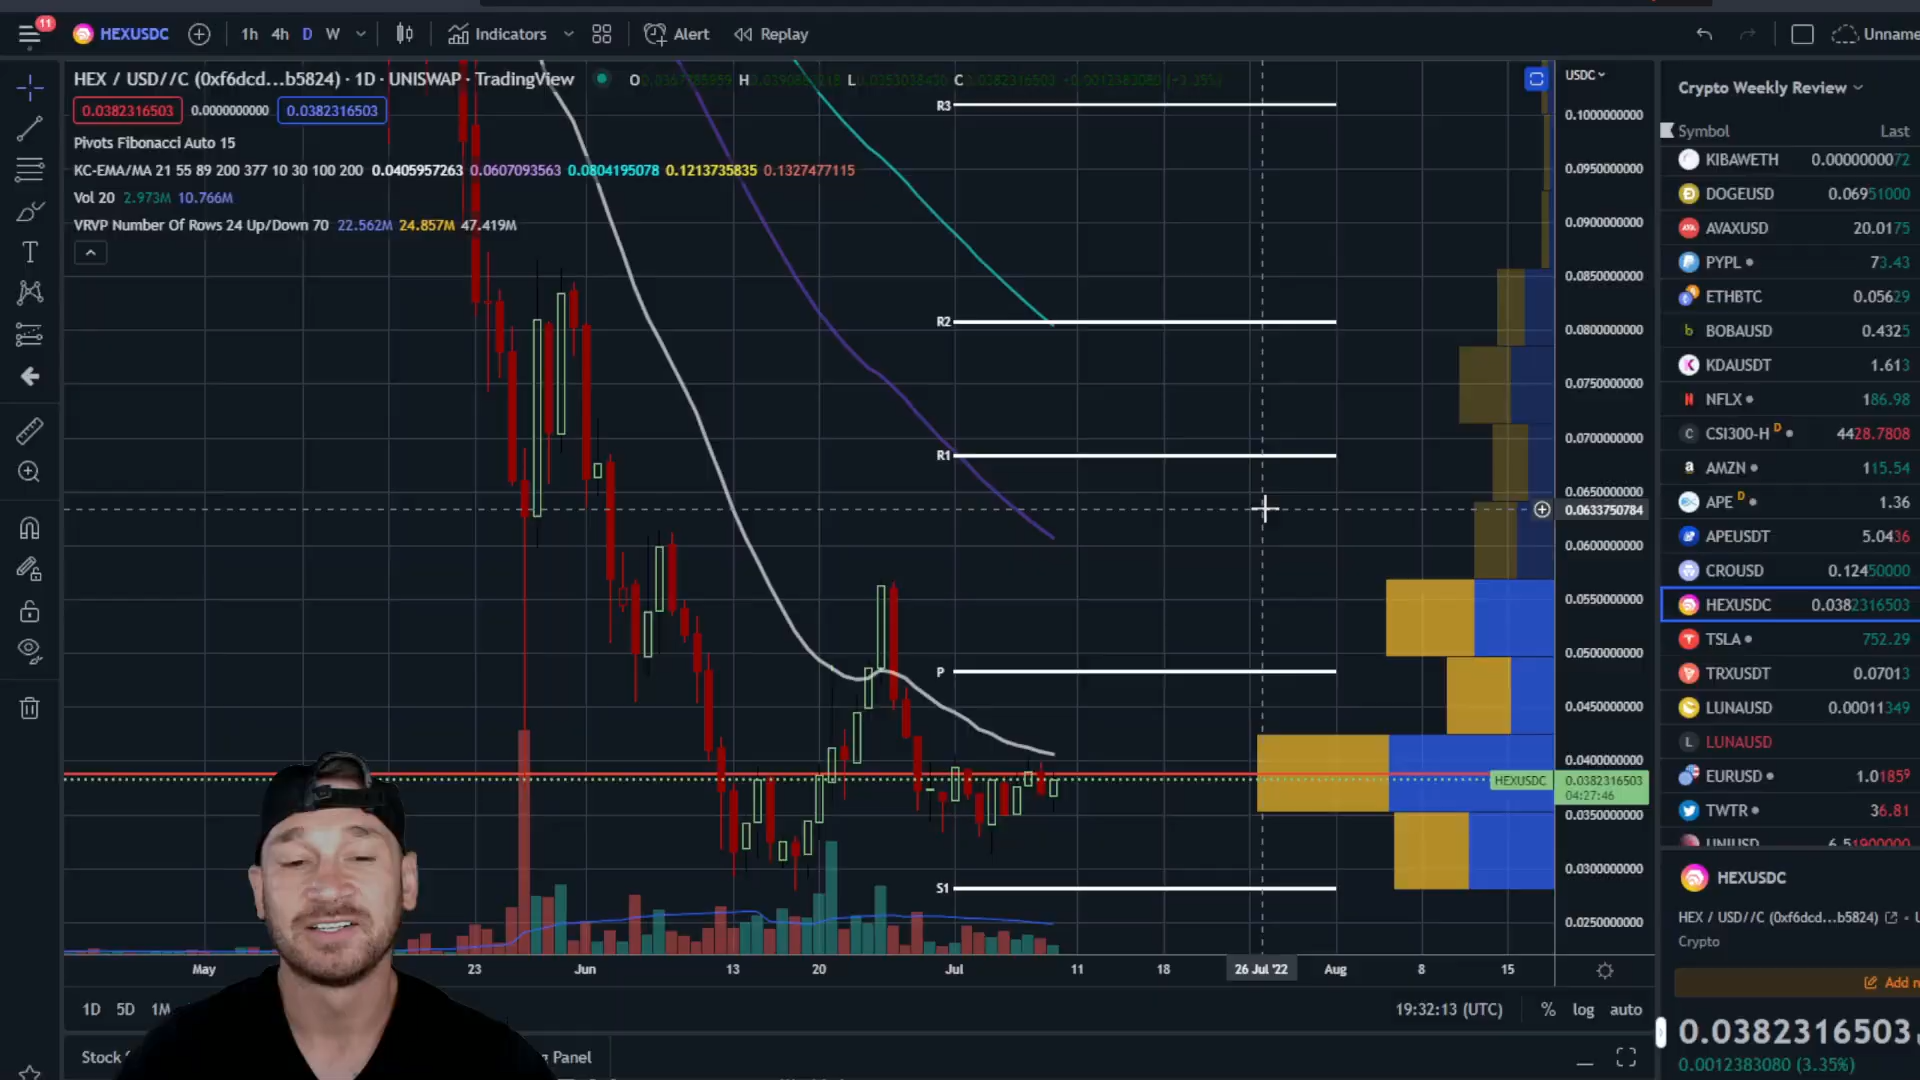 11
HEXUSDC
1h 4h D W
Indicators
Alert
Replay
Unname
HEX / USD//C (0xf6dcd...b5824) · 1D · UNISWAP · TradingView
O H L C
0.0382316503 0.0000000000 0.0382316503
Pivots Fibonacci Auto 15
KC-EMA/MA 21 55 89 200 377 10 30 100 200 0.0405957263 0.0607093563 0.0804195078 0.1213735835 0.1327477115
Vol 20 2.973M 10.766M
VRVP Number Of Rows 24 Up/Down 70 22.562M 24.857M 47.419M
R3
R2
R1
P
S1
USDC
0.1000000000
0.0950000000
0.0900000000
0.0850000000
0.0800000000
0.0750000000
0.0700000000
0.0650000000
0.0633750784
0.0600000000
0.0550000000
0.0500000000
0.0450000000
0.0400000000
HEXUSDC 0.0382316503
04:27:46
0.0350000000
0.0300000000
0.0250000000
May 23 Jun 13 20 Jul 11 18 26 Jul '22 Aug 8 15
1D 5D 1M
19:32:13 (UTC) % log auto
Stock
Panel
Crypto Weekly Review
Symbol Last
KIBAWETH 0.0000000072
DOGEUSD 0.06951000
AVAXUSD 20.0175
PYPL 73.43
ETHBTC 0.05629
BOBAUSD 0.4325
KDAUSDT 1.613
NFLX 186.98
CSI300-H D 4428.7808
AMZN 115.54
APE D 1.36
APEUSDT 5.0436
CROUSD 0.12450000
HEXUSDC 0.0382316503
TSLA 752.29
TRXUSDT 0.07013
LUNAUSD 0.00011349
LUNAUSD
EURUSD 1.01859
TWTR 36.81
UNIUSD 6.51900000
HEXUSDC
HEX / USD//C (0xf6dcd...b5824)
Crypto
Add n
0.0382316503
0.0012383080 (3.35%)